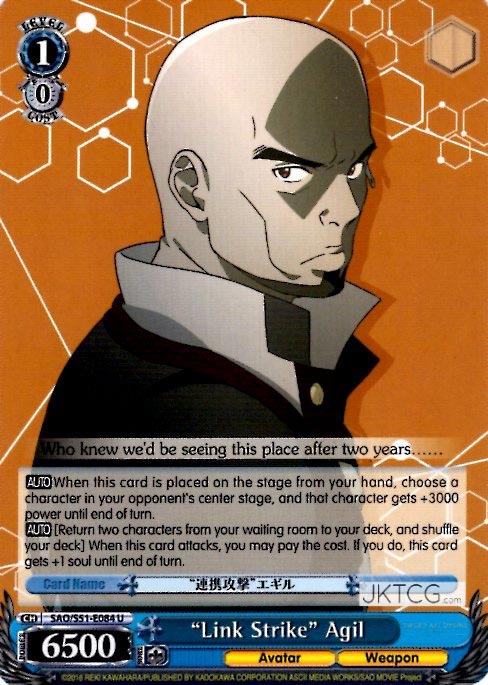 LEVEL
1
0
COST
Who knew we'd be seeing this place after two years......
AUTO When this card is placed on the stage from your hand, choose a
character in your opponent's center stage, and that character gets +3000
power until end of turn.
AUTO [Return two characters from your waiting room to your deck, and shuffle
your deck] When this card attacks, you may pay the cost. If you do, this card
gets +1 soul until end of turn.
Card Name
“連携攻撃”エギル
JKTCG.com
CH SAO/S51-E084 U
POWER
6500
SOUL
“Link Strike” Agil
Avatar
Weapon
©2016 REKI KAWAHARA/PUBLISHED BY KADOKAWA CORPORATION ASCII MEDIA WORKS/SAO MOVIE Project